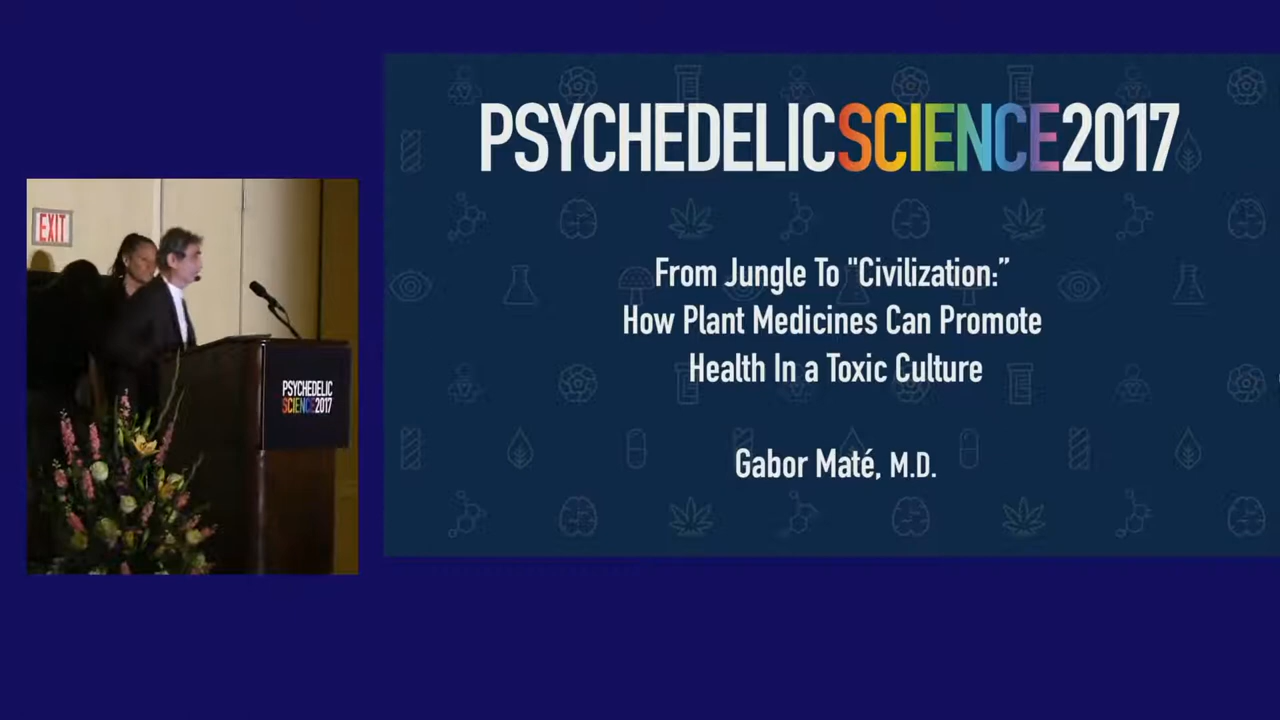 EXIT
PSYCHEDELIC
SCIENCE2017
PSYCHEDELICSCIENCE2017
From Jungle To "Civilization:”
How Plant Medicines Can Promote
Health In a Toxic Culture
Gabor Maté, M.D.